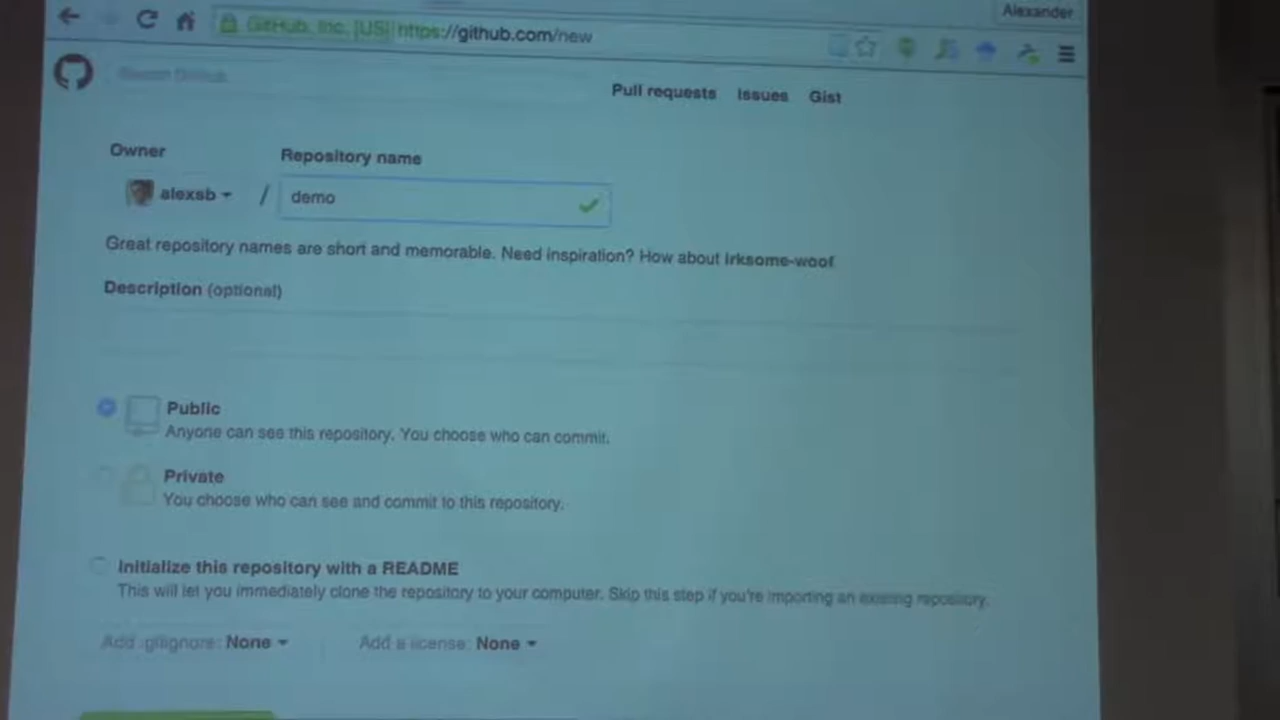 Alexander
GitHub, Inc. [US] https://github.com/new
Search GitHub
Pull requests Issues Gist
Owner Repository name
alexsb / demo
Great repository names are short and memorable. Need inspiration? How about irksome-woof
Description (optional)
Public
Anyone can see this repository. You choose who can commit.
Private
You choose who can see and commit to this repository.
Initialize this repository with a README
This will let you immediately clone the repository to your computer. Skip this step if you're importing an existing repository.
Add .gitignore: None Add a license: None